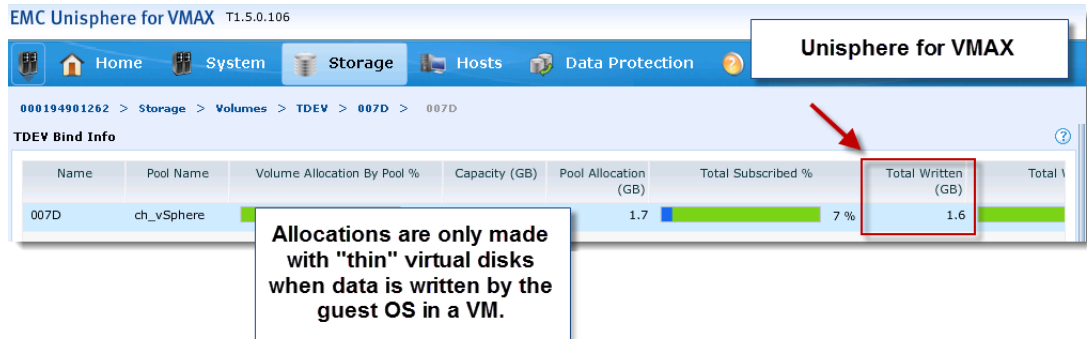 EMC Unisphere for VMAX T1.5.0.106
Unisphere for VMAX
Home System Storage Hosts Data Protection
000194901262 > Storage > Volumes > TDEV > 007D > 007D
TDEV Bind Info
Name Pool Name Volume Allocation By Pool % Capacity (GB) Pool Allocation (GB) Total Subscribed % Total Written (GB) Total
007D ch_vSphere 1.7 7 % 1.6
Allocations are only made
with "thin" virtual disks
when data is written by the
guest OS in a VM.